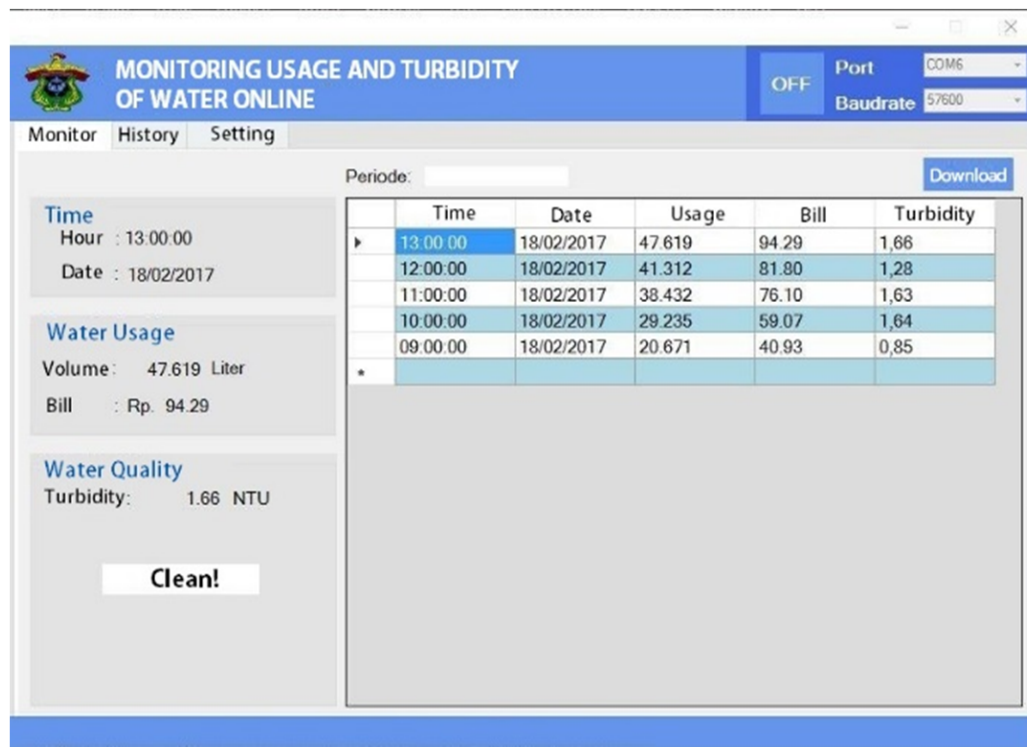 MONITORING USAGE AND TURBIDITY
OF WATER ONLINE
OFF
Port COM6
Baudrate 57600
Monitor History Setting
Periode:
Download
Time
Hour : 13:00:00
Date : 18/02/2017
Water Usage
Volume: 47.619 Liter
Bill : Rp. 94.29
Water Quality
Turbidity: 1.66 NTU
Clean!
Time Date Usage Bill Turbidity
13:00:00 18/02/2017 47.619 94.29 1,66
12:00:00 18/02/2017 41.312 81.80 1,28
11:00:00 18/02/2017 38.432 76.10 1,63
10:00:00 18/02/2017 29.235 59.07 1,64
09:00:00 18/02/2017 20.671 40.93 0,85
*